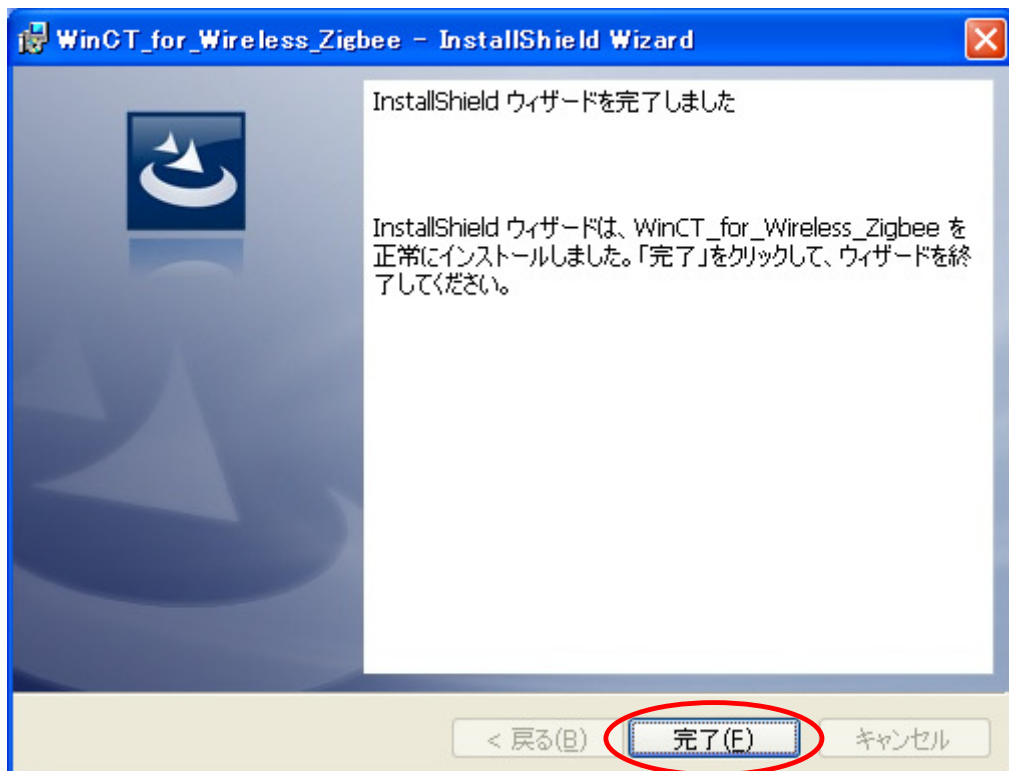 WinCT_for_Wireless_Zigbee - InstallShield Wizard
InstallShield ウィザードを完了しました
InstallShield ウィザードは、WinCT_for_Wireless_Zigbee を
正常にインストールしました。「完了」をクリックして、ウィザードを終
了してください。
< 戻る(B) 完了(F) キャンセル